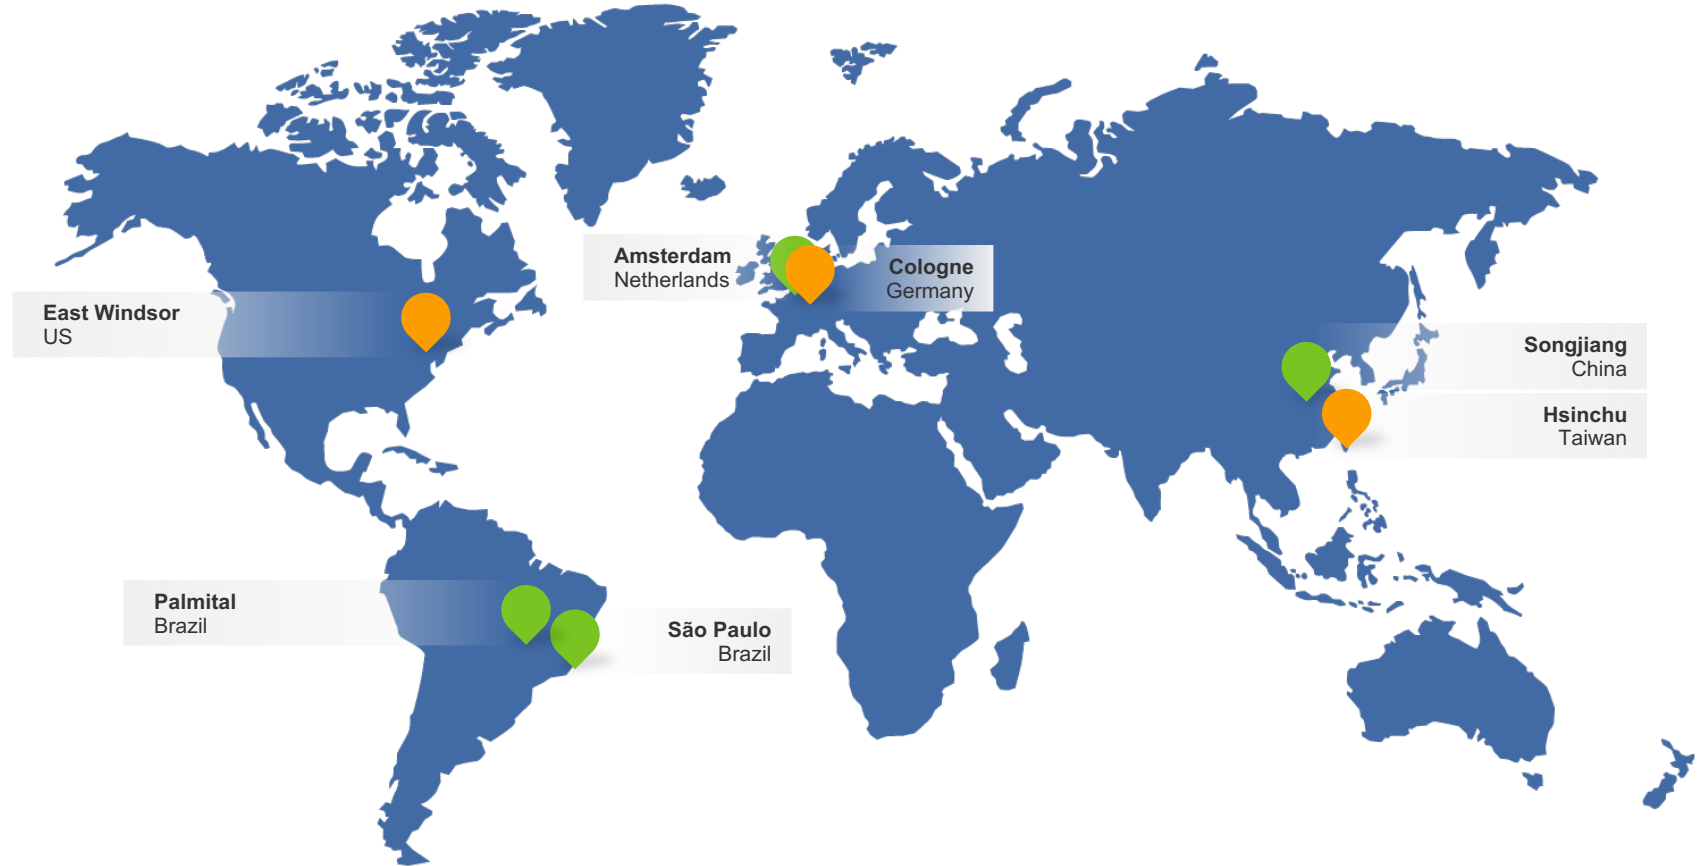 Amsterdam
Netherlands
Cologne
Germany
East Windsor
US
Songjiang
China
Hsinchu
Taiwan
Palmital
Brazil
São Paulo
Brazil